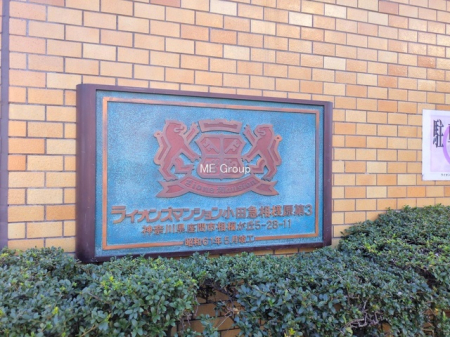 ME Group
ライオンズマンション小田急相模原第3
神奈川県座間市相模が丘5-28-11
駐